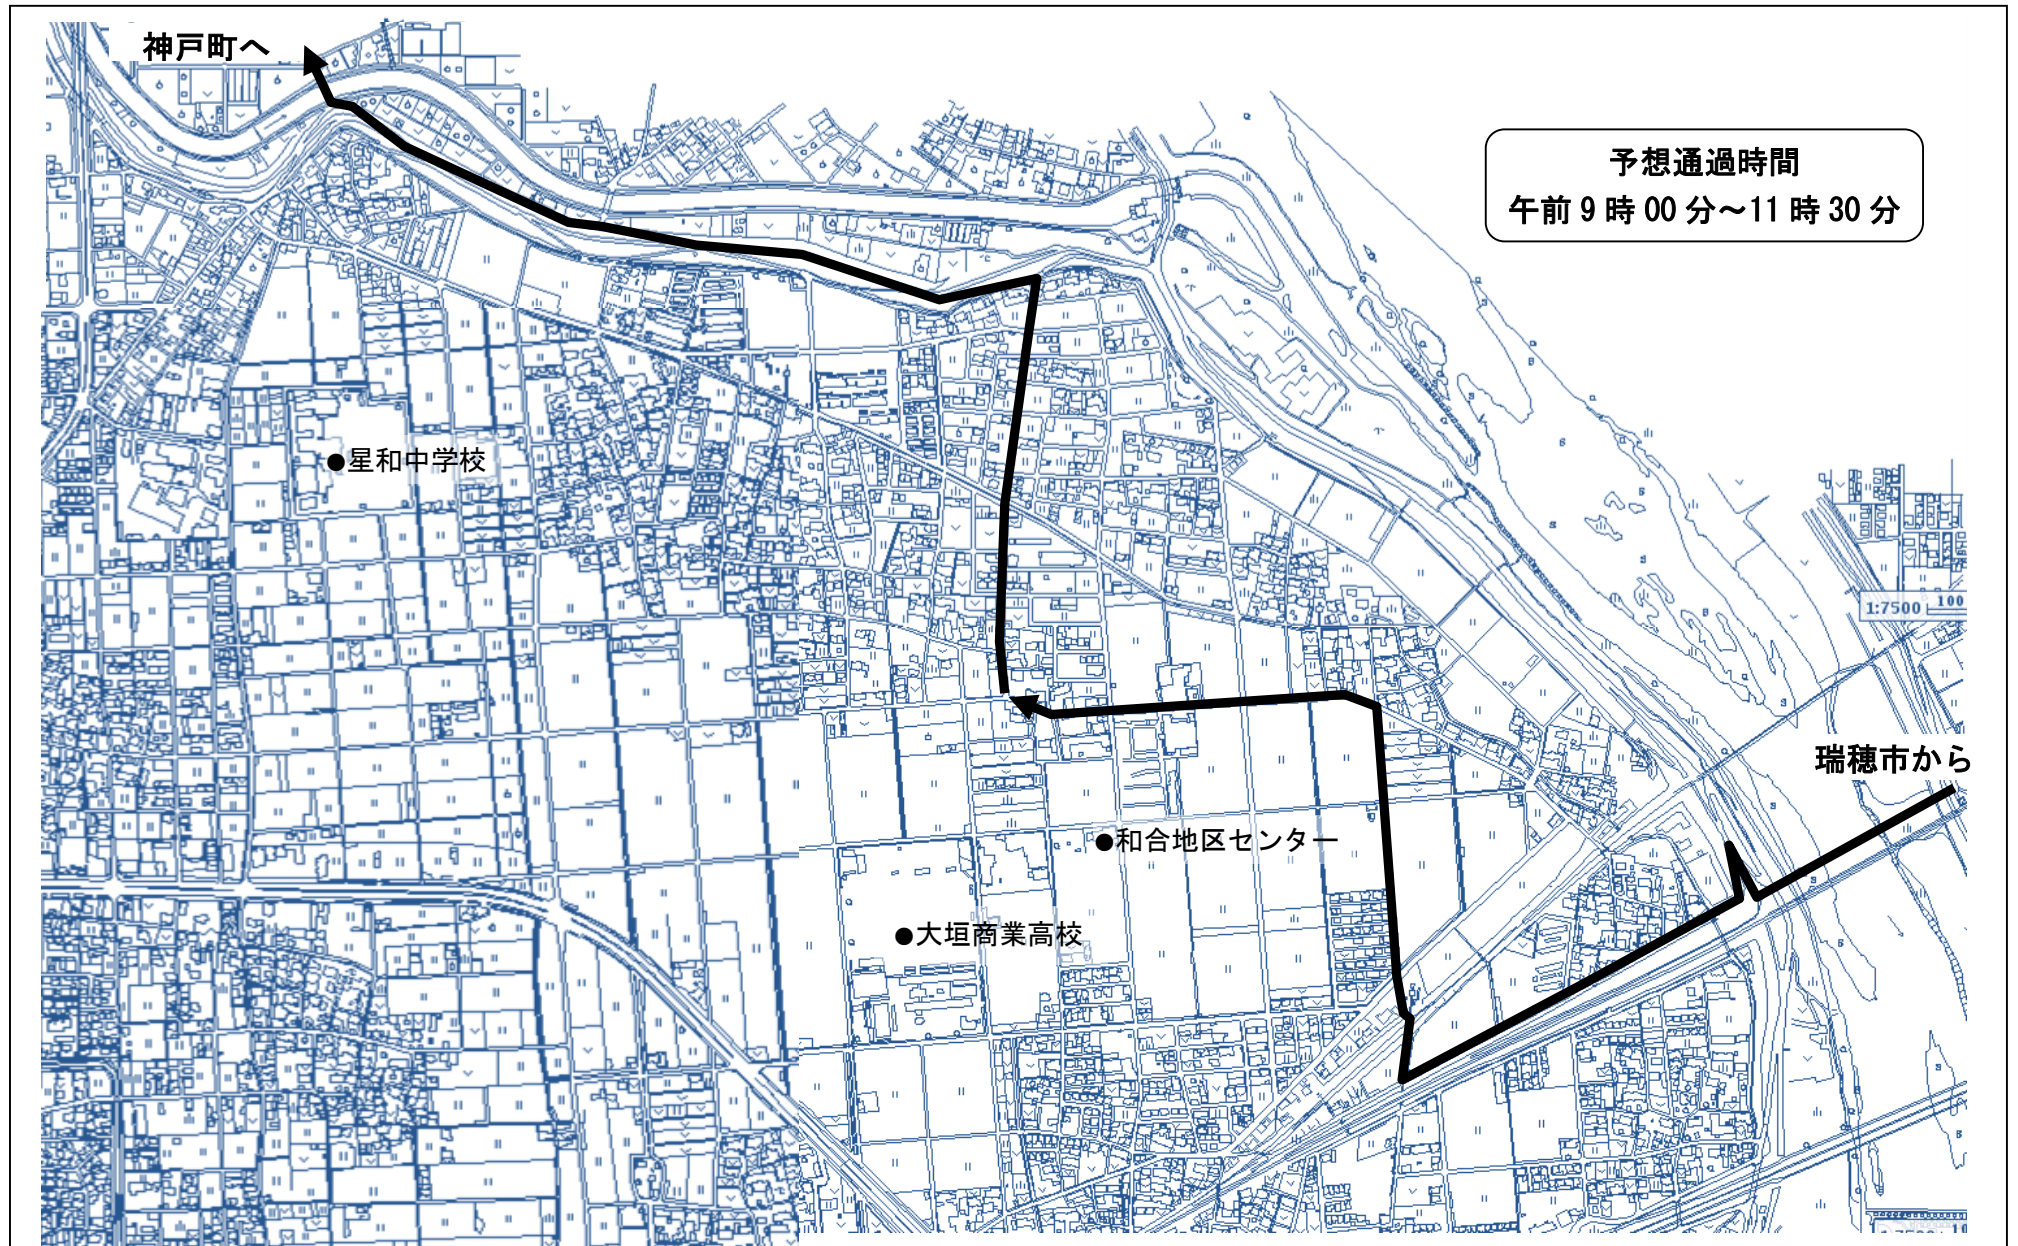 神戸町へ
予想通過時間
午前9時00分～11時30分
●星和中学校
1:7500 100
瑞穂市から
●和合地区センター
●大垣商業高校